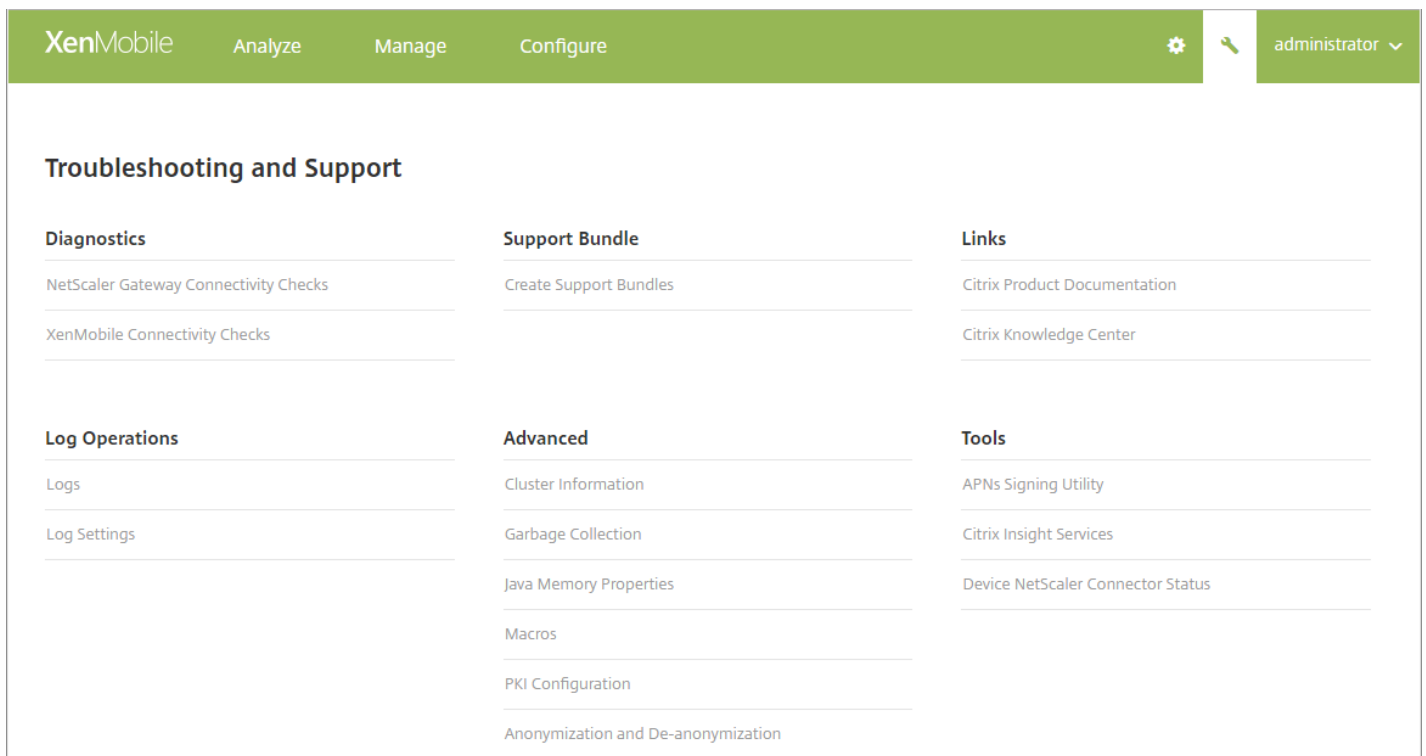 XenMobile Analyze Manage Configure administrator
Troubleshooting and Support
Diagnostics
NetScaler Gateway Connectivity Checks
XenMobile Connectivity Checks
Support Bundle
Create Support Bundles
Links
Citrix Product Documentation
Citrix Knowledge Center
Log Operations
Logs
Log Settings
Advanced
Cluster Information
Garbage Collection
Java Memory Properties
Macros
PKI Configuration
Anonymization and De-anonymization
Tools
APNs Signing Utility
Citrix Insight Services
Device NetScaler Connector Status